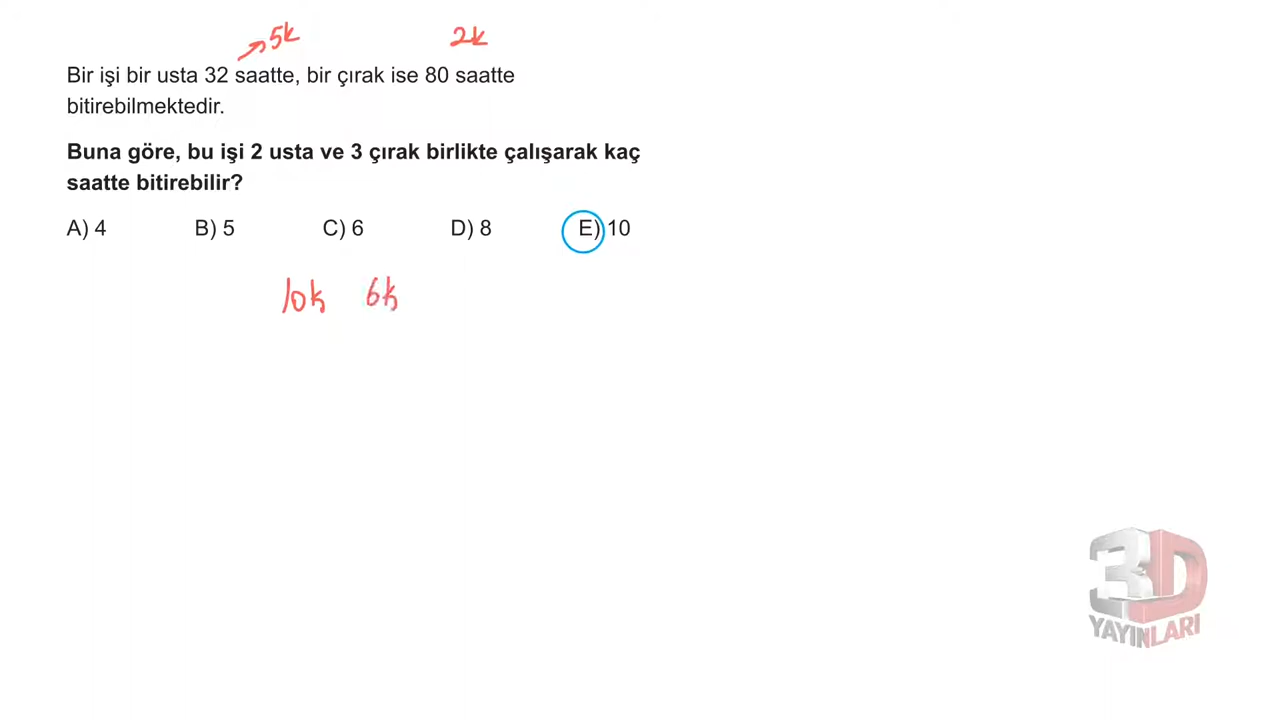 5k 2k
Bir işi bir usta 32 saatte, bir çırak ise 80 saatte
bitirebilmektedir.
Buna göre, bu işi 2 usta ve 3 çırak birlikte çalışarak kaç
saatte bitirebilir?
A) 4 B) 5 C) 6 D) 8 E) 10
10k 6k
3D
YAYINLARI